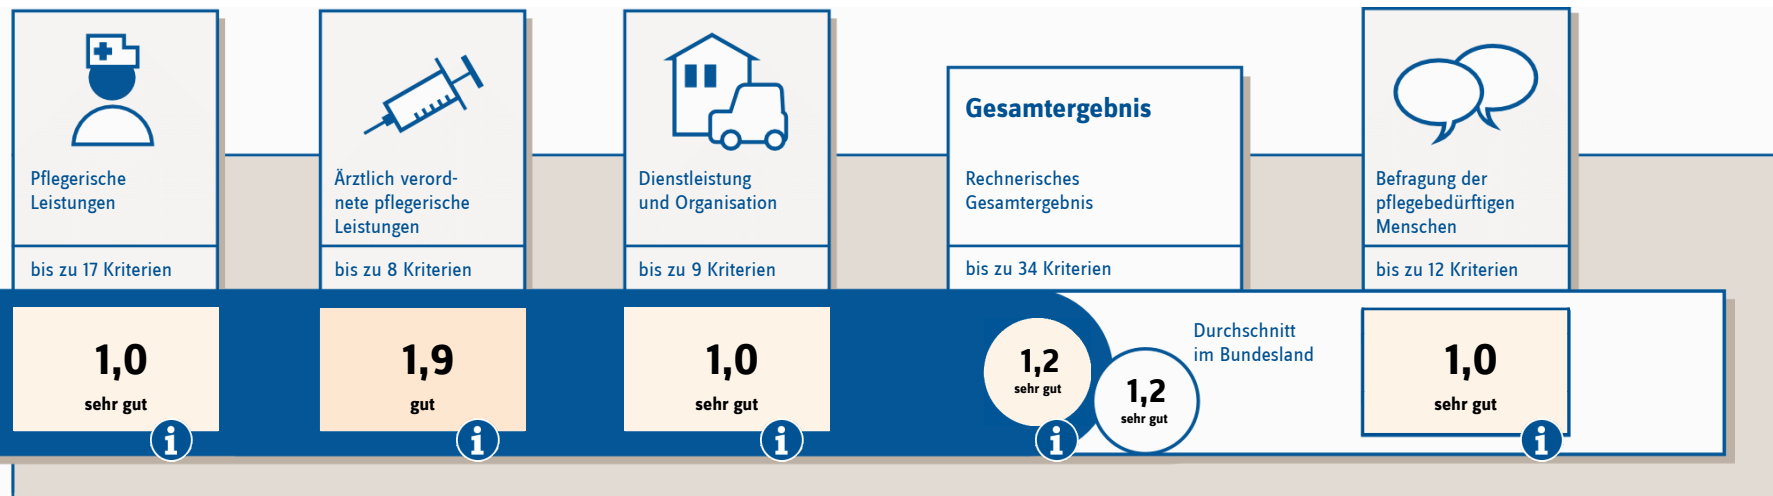 Pflegerische
Leistungen
bis zu 17 Kriterien
1,0
sehr gut
i
Ärztlich verord-
nete pflegerische
Leistungen
bis zu 8 Kriterien
1,9
gut
i
Dienstleistung
und Organisation
bis zu 9 Kriterien
1,0
sehr gut
i
Gesamtergebnis
Rechnerisches
Gesamtergebnis
bis zu 34 Kriterien
1,2
sehr gut
i
1,2
sehr gut
Durchschnitt
im Bundesland
Befragung der
pflegebedürftigen
Menschen
bis zu 12 Kriterien
1,0
sehr gut
i